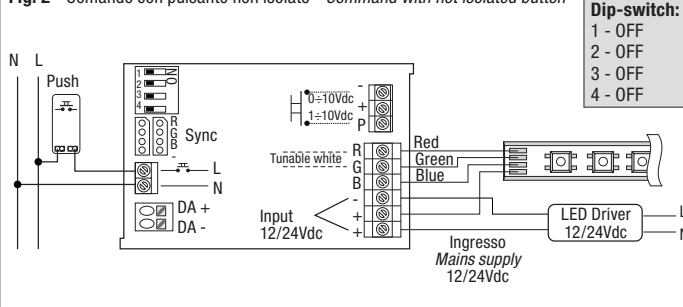 Fig. 2 - Comando con pulsante non isolato - Command with not isolated button
Dip-switch:
1 - OFF
2 - OFF
3 - OFF
4 - OFF
N L
Push
1
2
3
4
NO
R
G
B
-
Sync
L
N
DA +
DA -
0÷10Vdc
1÷10Vdc
-
+
P
Tunable white
R
G
B
-
+
+
Input
12/24Vdc
Red
Green
Blue
LED Driver
12/24Vdc
L
N
Ingresso
Mains supply
12/24Vdc